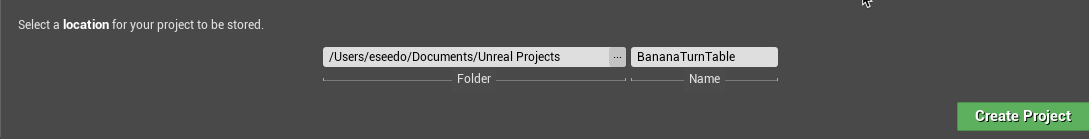 Select a location for your project to be stored.
/Users/eseedo/Documents/Unreal Projects ... BananaTurnTable
Folder Name
Create Project